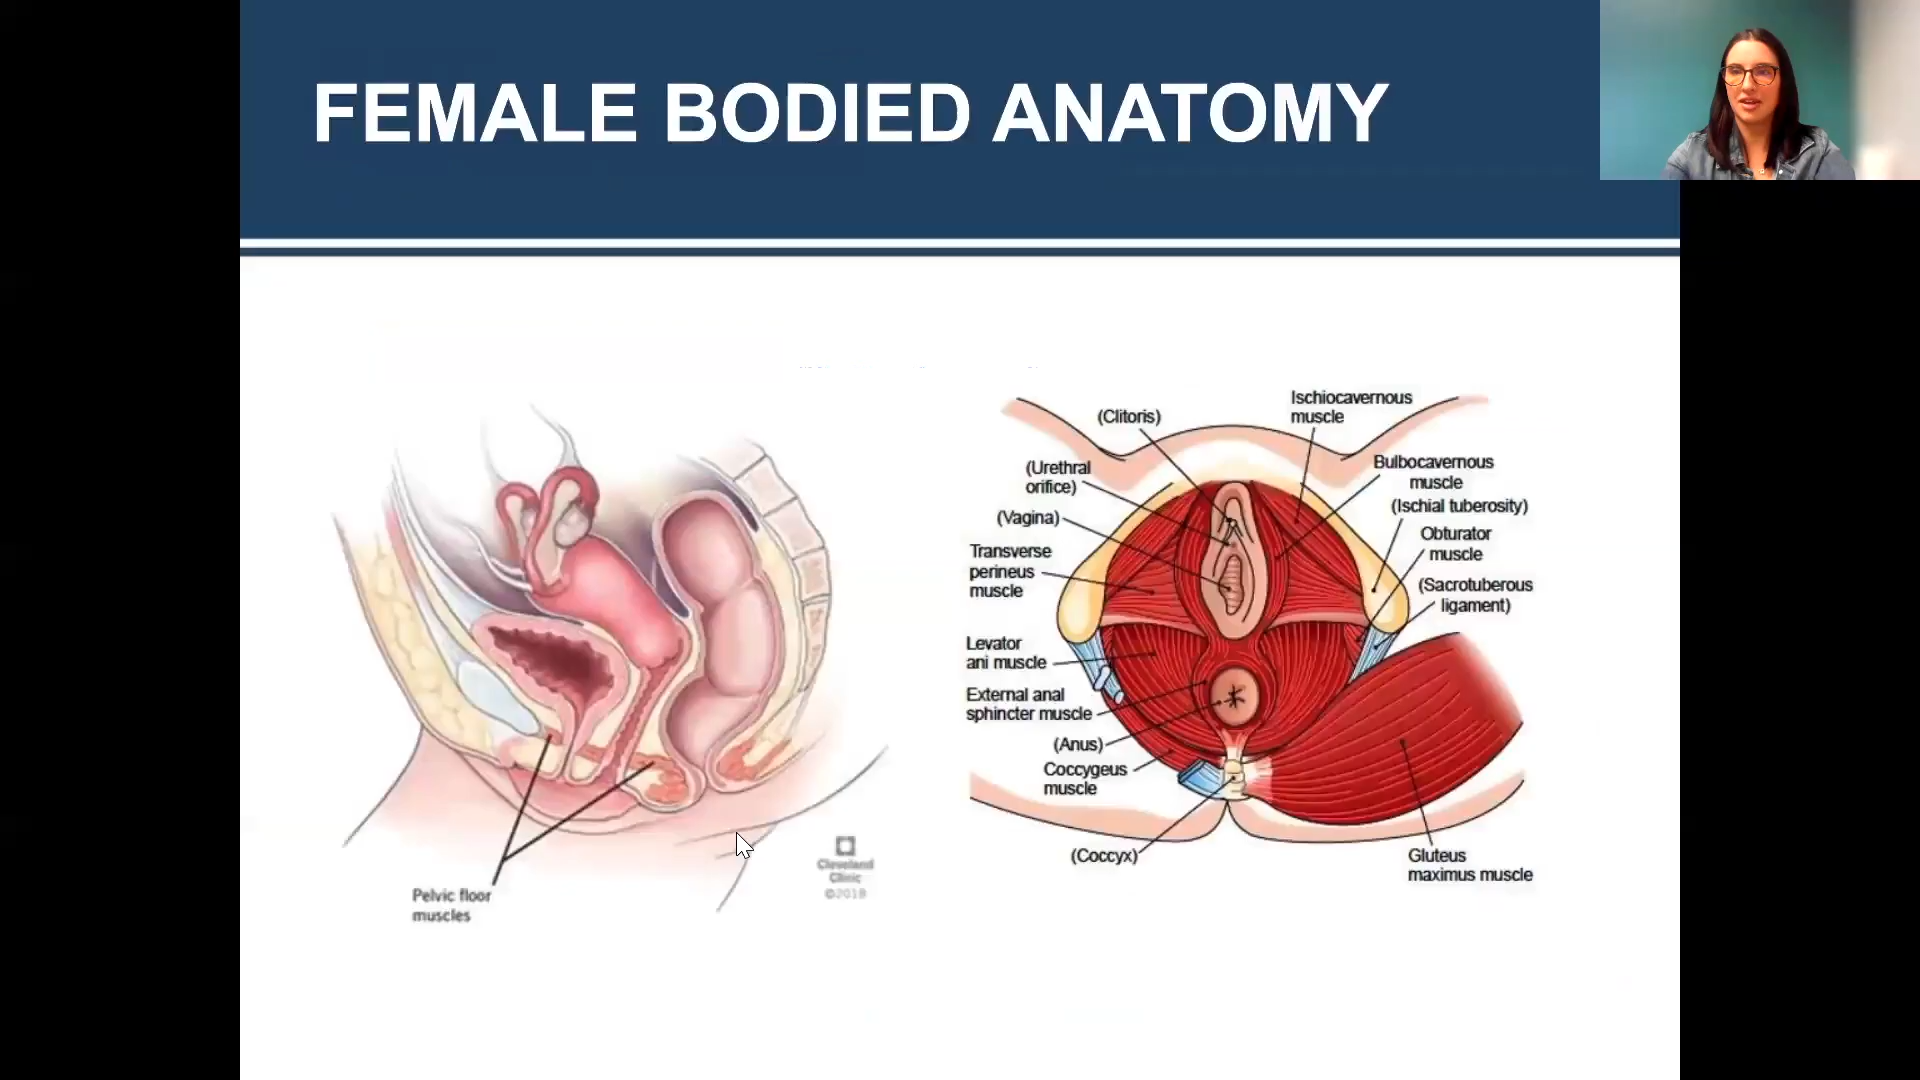 FEMALE BODIED ANATOMY
Pelvic floor
muscles
Cleveland
Clinic
©2018
(Clitoris)
(Urethral
orifice)
(Vagina)
Transverse
perineus
muscle
Levator
ani muscle
External anal
sphincter muscle
(Anus)
Coccygeus
muscle
(Coccyx)
Ischiocavernous
muscle
Bulbocavernous
muscle
(Ischial tuberosity)
Obturator
muscle
(Sacrotuberous
ligament)
Gluteus
maximus muscle